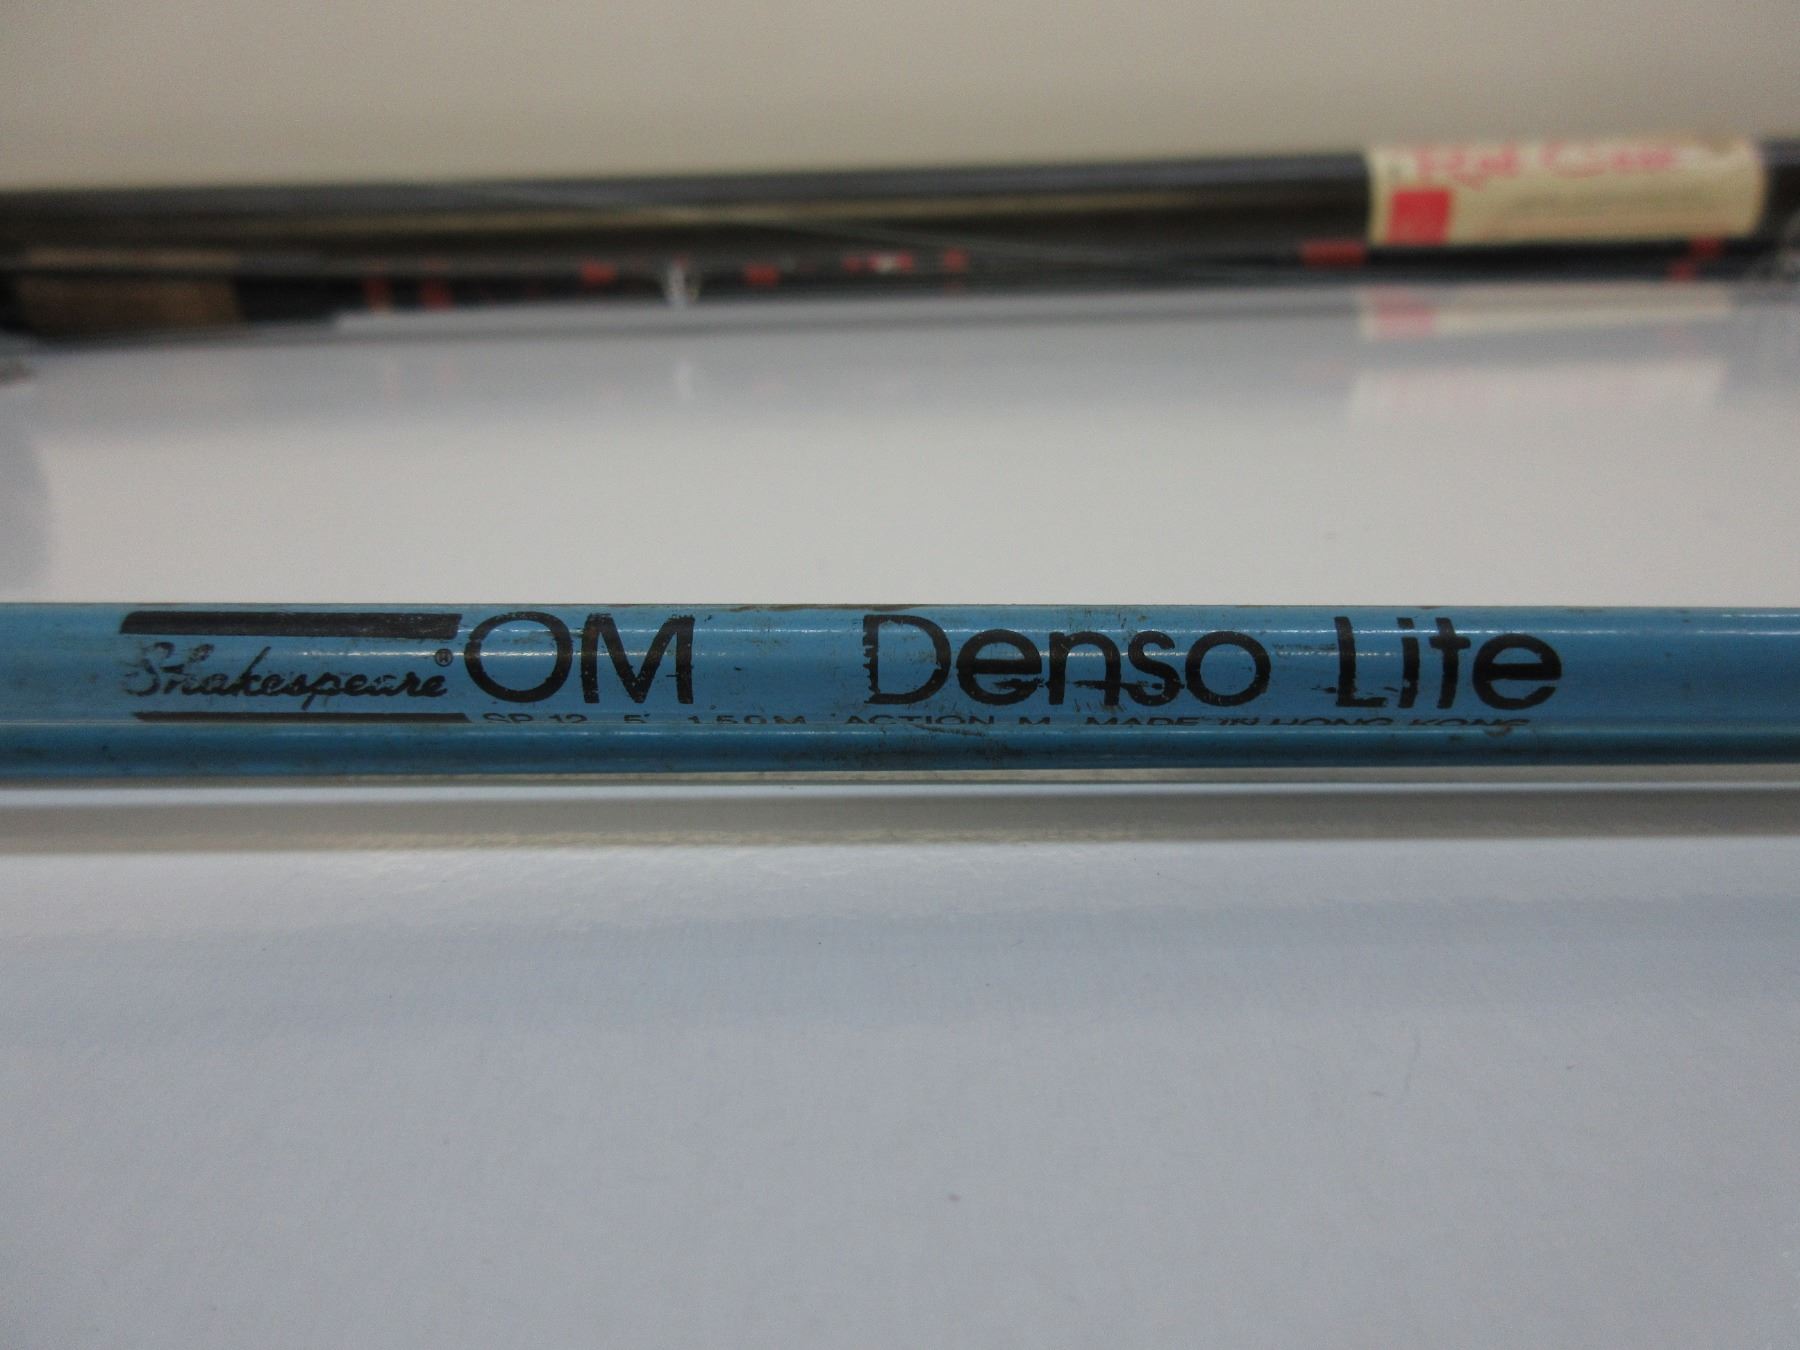 Shakespeare® OM Denso Lite
SP 12 5' 1.50M ACTION M MADE IN HONG KONG